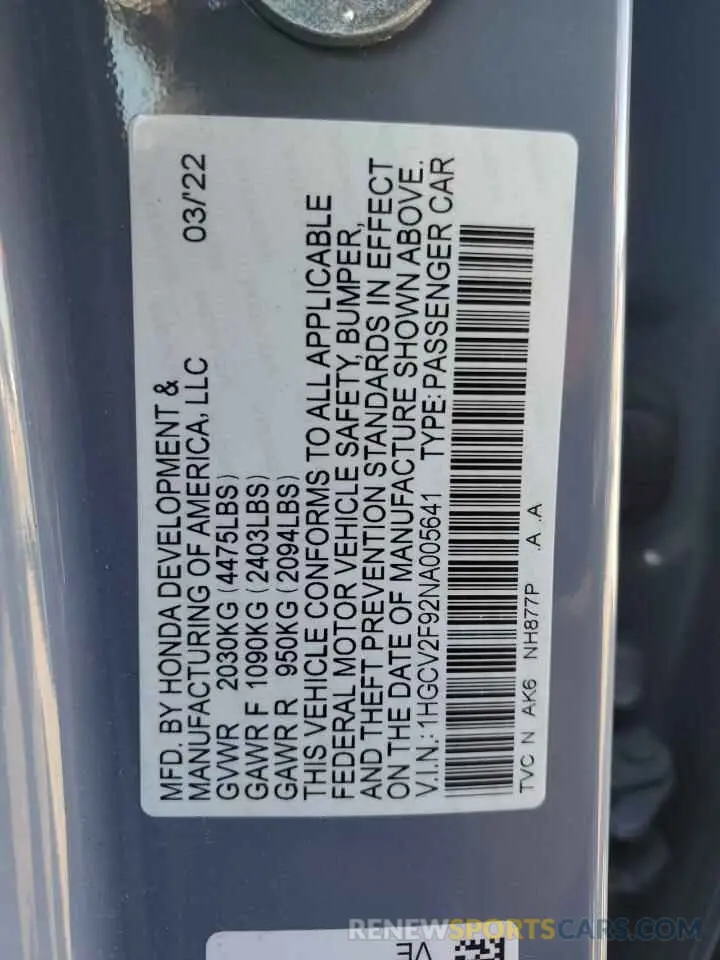 MFD. BY HONDA DEVELOPMENT & 03/'22
MANUFACTURING OF AMERICA, LLC
GVWR 2030KG (4475LBS)
GAWR F 1090KG (2403LBS)
GAWR R 950KG (2094LBS)
THIS VEHICLE CONFORMS TO ALL APPLICABLE
FEDERAL MOTOR VEHICLE SAFETY, BUMPER,
AND THEFT PREVENTION STANDARDS IN EFFECT
ON THE DATE OF MANUFACTURE SHOWN ABOVE.
V.I.N.: 1HGCV2F92NA005641 TYPE: PASSENGER CAR
TVC N AK6 NH877P .A .A
VE
RENEWSPORTSCARS.COM